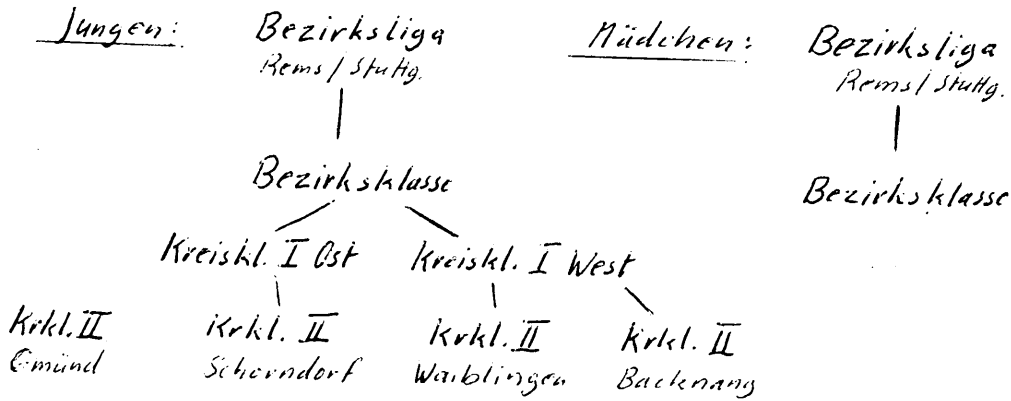 Jungen: Bezirksliga Mädchen: Bezirksliga
Rems/Stuttg. Rems/Stuttg.
Bezirksklasse Bezirksklasse
Kreiskl. I Ost Kreiskl. I West
Krkl. II Krkl. II Krkl. II Krkl. II
Gmünd Schorndorf Waiblingen Backnang